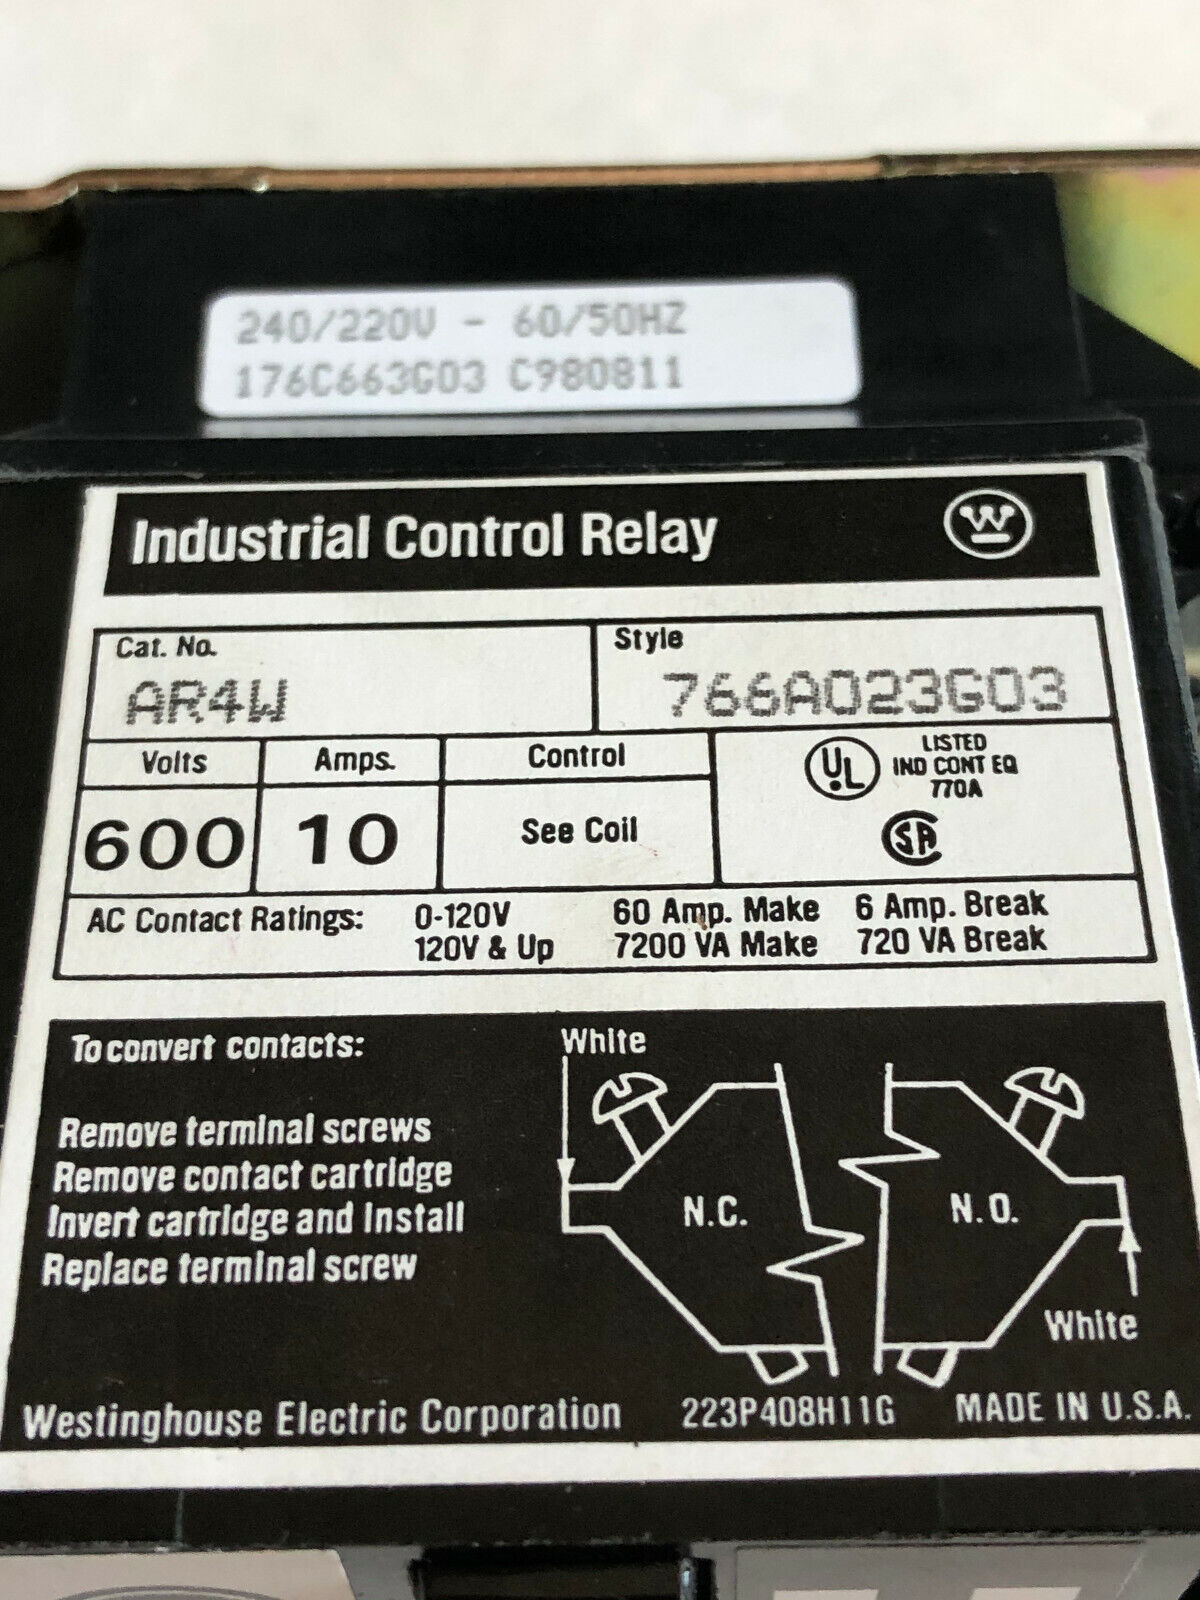 240/220V - 60/50HZ
176C663G03 C980811
Industrial Control Relay
W
Cat. No.
AR4W
Style
766A023G03
Volts
Amps.
Control
600
10
See Coil
UL
LISTED
IND CONT EQ
770A
SA
AC Contact Ratings: 0-120V 60 Amp. Make 6 Amp. Break
120V & Up 7200 VA Make 720 VA Break
To convert contacts:
Remove terminal screws
Remove contact cartridge
Invert cartridge and Install
Replace terminal screw
White
N.C.
N.O.
White
Westinghouse Electric Corporation 223P408H11G MADE IN U.S.A.